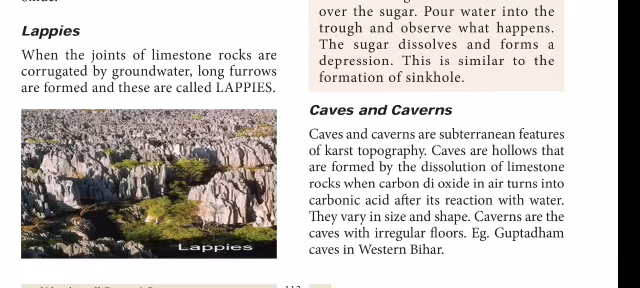 Lappies
When the joints of limestone rocks are
corrugated by groundwater, long furrows
are formed and these are called LAPPIES.
Lappies
over the sugar. Pour water into the
trough and observe what happens.
The sugar dissolves and forms a
depression. This is similar to the
formation of sinkhole.
Caves and Caverns
Caves and caverns are subterranean features
of karst topography. Caves are hollows that
are formed by the dissolution of limestone
rocks when carbon di oxide in air turns into
carbonic acid after its reaction with water.
They vary in size and shape. Caverns are the
caves with irregular floors. Eg. Guptadham
caves in Western Bihar.